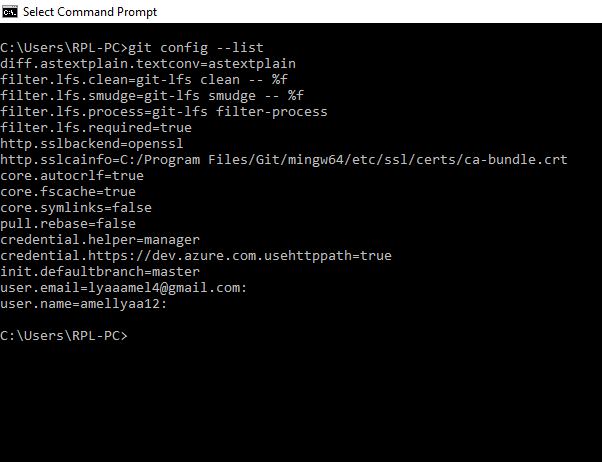 Select Command Prompt
C:\Users\RPL-PC>git config --list
diff.astextplain.textconv=astextplain
filter.lfs.clean=git-lfs clean -- %f
filter.lfs.smudge=git-lfs smudge -- %f
filter.lfs.process=git-lfs filter-process
filter.lfs.required=true
http.sslbackend=openssl
http.sslcainfo=C:/Program Files/Git/mingw64/etc/ssl/certs/ca-bundle.crt
core.autocrlf=true
core.fscache=true
core.symlinks=false
pull.rebase=false
credential.helper=manager
credential.https://dev.azure.com.usehttppath=true
init.defaultbranch=master
user.email=lyaaamel4@gmail.com:
user.name=amellyaa12:
C:\Users\RPL-PC>